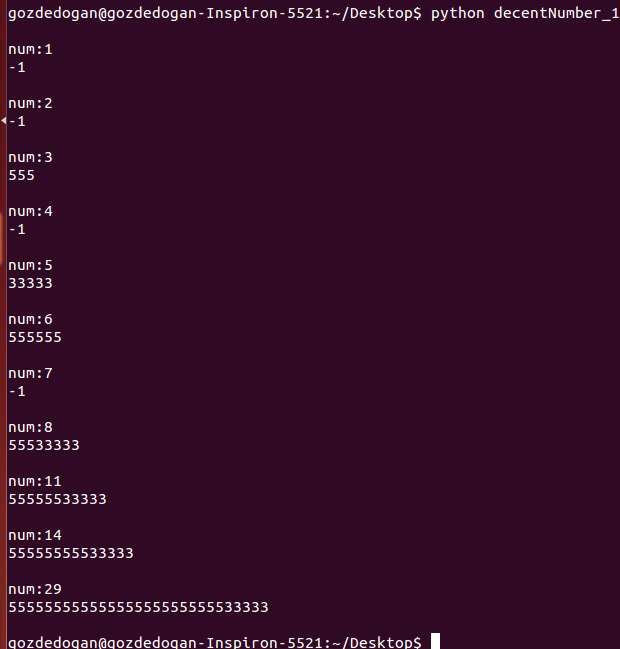 gozdedogan@gozdedogan-Inspiron-5521:~/Desktop$ python decentNumber_1
num:1
-1
num:2
-1
num:3
555
num:4
-1
num:5
33333
num:6
555555
num:7
-1
num:8
55533333
num:11
55555533333
num:14
55555555533333
num:29
55555555555555555555555533333
gozdedogan@gozdedogan-Inspiron-5521:~/Desktop$